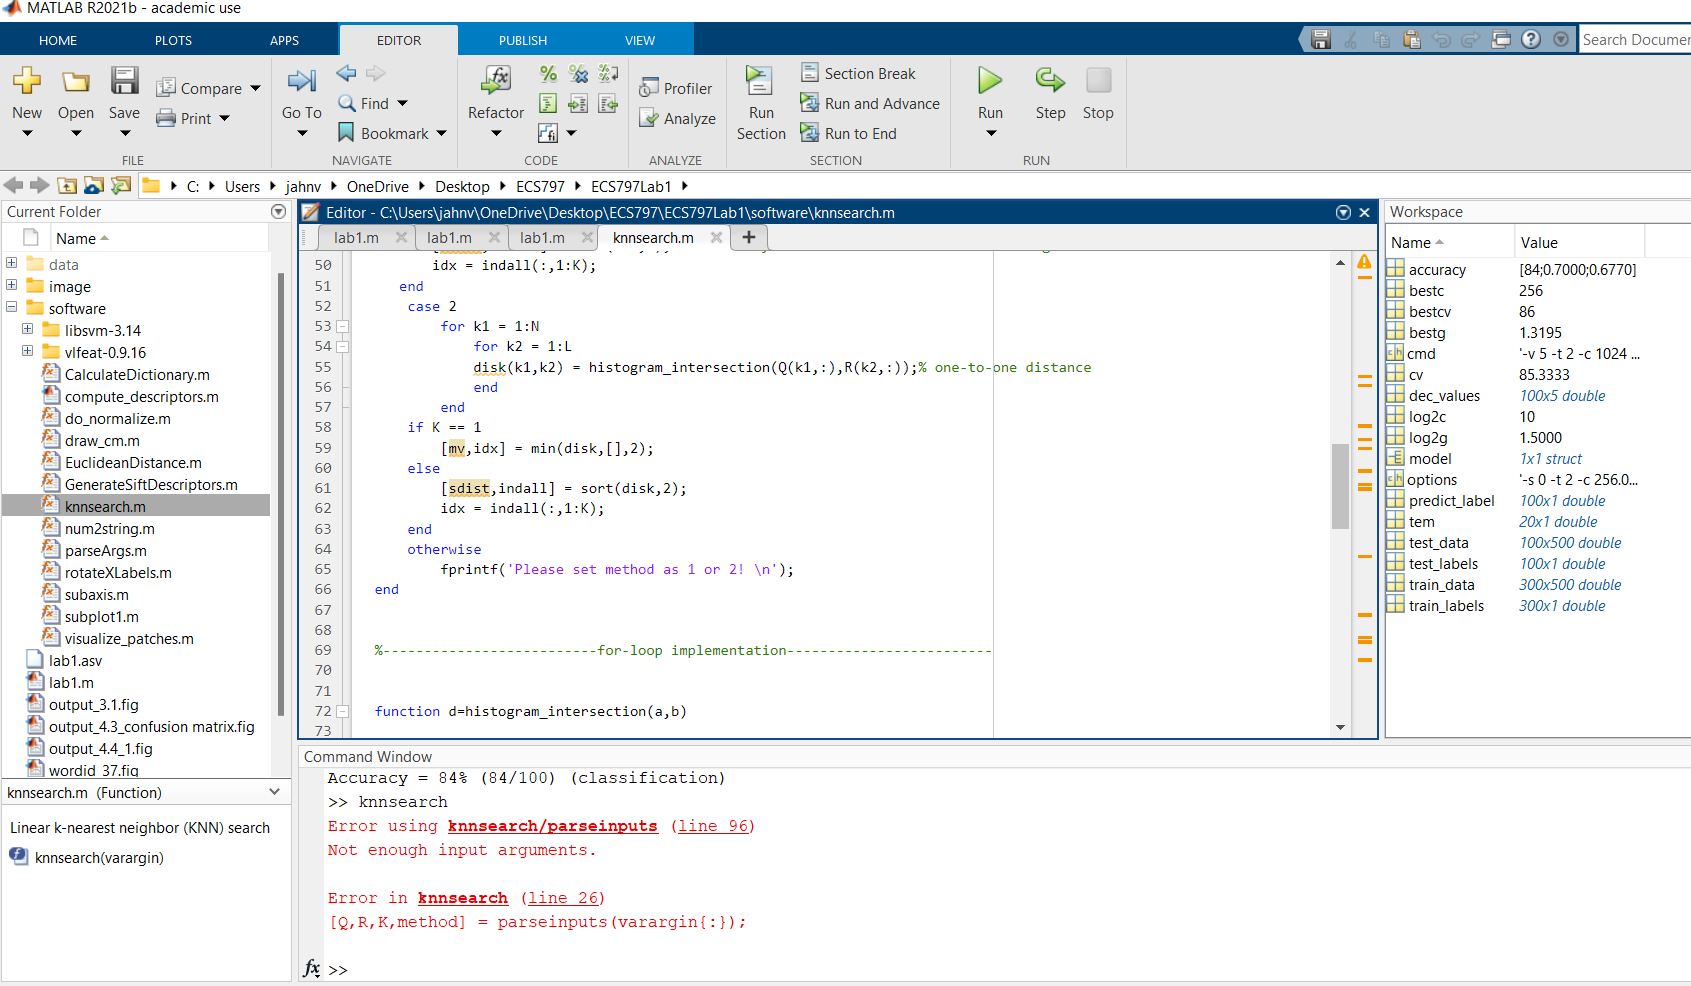 MATLAB R2021b - academic use
HOME PLOTS APPS EDITOR PUBLISH VIEW
Search Documen
New Open Save Compare Print
FILE
Go To Find Bookmark
NAVIGATE
Refactor
CODE
Profiler
Analyze
ANALYZE
Run Section
Section Break
Run and Advance
Run to End
SECTION
Run Step Stop
RUN
C: Users jahnv OneDrive Desktop ECS797 ECS797Lab1
Current Folder
Name
data
image
software
libsvm-3.14
vlfeat-0.9.16
CalculateDictionary.m
compute_descriptors.m
do_normalize.m
draw_cm.m
EuclideanDistance.m
GenerateSiftDescriptors.m
knnsearch.m
num2string.m
parseArgs.m
rotateXLabels.m
subaxis.m
subplot1.m
visualize_patches.m
lab1.asv
lab1.m
output_3.1.fig
output_4.3_confusion matrix.fig
output_4.4_1.fig
wordid_37.fig
knnsearch.m (Function)
Linear k-nearest neighbor (KNN) search
knnsearch(varargin)
Editor - C:\Users\jahnv\OneDrive\Desktop\ECS797\ECS797Lab1\software\knnsearch.m
lab1.m lab1.m lab1.m knnsearch.m
50 idx = indall(:,1:K);
51 end
52 case 2
53 for k1 = 1:N
54 for k2 = 1:L
55 disk(k1,k2) = histogram_intersection(Q(k1,:),R(k2,:));% one-to-one distance
56 end
57 end
58 if K == 1
59 [mv,idx] = min(disk,[],2);
60 else
61 [sdist,indall] = sort(disk,2);
62 idx = indall(:,1:K);
63 end
64 otherwise
65 fprintf('Please set method as 1 or 2! \n');
66 end
67
68
69 %--------------------------for-loop implementation-------------------------
70
71
72 function d=histogram_intersection(a,b)
73
Command Window
Accuracy = 84% (84/100) (classification)
>> knnsearch
Error using knnsearch/parseinputs (line 96)
Not enough input arguments.
Error in knnsearch (line 26)
[Q,R,K,method] = parseinputs(varargin{:});
fx >>
Workspace
Name Value
accuracy [84;0.7000;0.6770]
bestc 256
bestcv 86
bestg 1.3195
cmd '-v 5 -t 2 -c 1024 ...
cv 85.3333
dec_values 100x5 double
log2c 10
log2g 1.5000
model 1x1 struct
options '-s 0 -t 2 -c 256.0...
predict_label 100x1 double
tem 20x1 double
test_data 100x500 double
test_labels 100x1 double
train_data 300x500 double
train_labels 300x1 double